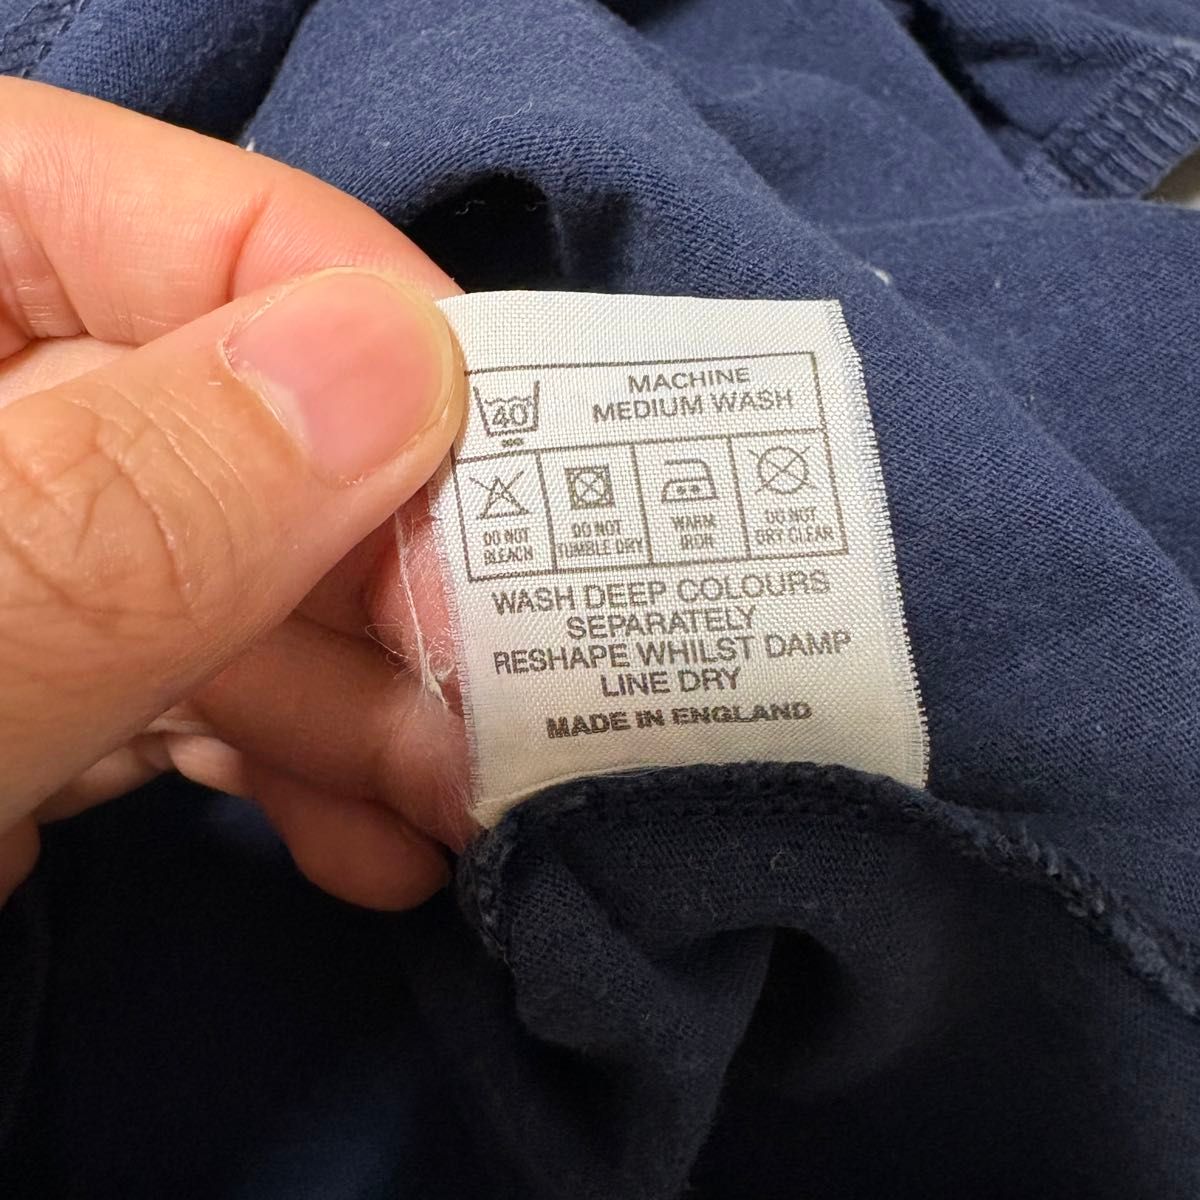 40
MACHINE
MEDIUM WASH
DO NOT
BLEACH
DO NOT
TUMBLE DRY
WARM
IRON
DO NOT
DRY CLEAN
WASH DEEP COLOURS
SEPARATELY
RESHAPE WHILST DAMP
LINE DRY
MADE IN ENGLAND